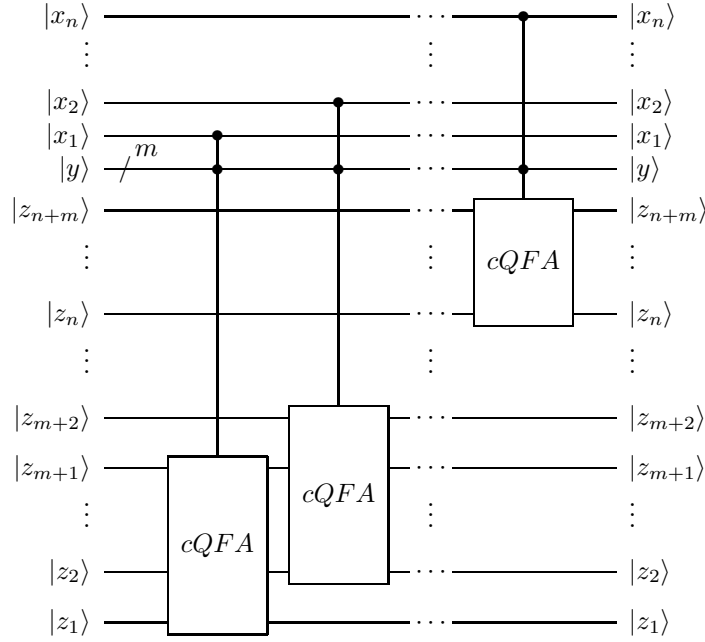 |x_n⟩ ⋯ |x_n⟩
⋮ ⋮ ⋮
|x_2⟩ ⋯ |x_2⟩
|x_1⟩ ⋯ |x_1⟩
|y⟩ m ⋯ |y⟩
|z_{n+m}⟩ ⋯ |z_{n+m}⟩
⋮ ⋮ cQFA ⋮
|z_n⟩ ⋯ |z_n⟩
⋮ ⋮ ⋮
|z_{m+2}⟩ ⋯ |z_{m+2}⟩
|z_{m+1}⟩ ⋯ |z_{m+1}⟩
cQFA
⋮ ⋮ ⋮
cQFA
|z_2⟩ ⋯ |z_2⟩
|z_1⟩ ⋯ |z_1⟩